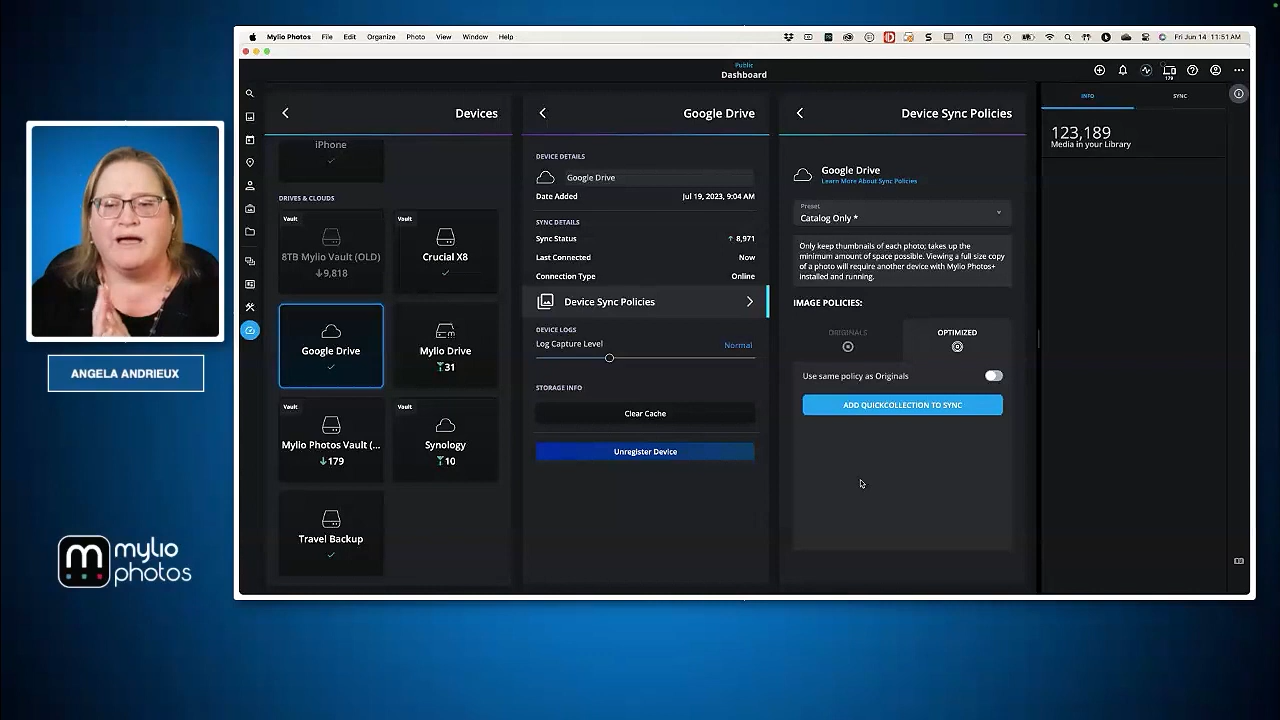 Mylio Photos File Edit Organize Photo View Window Help
Fri Jun 14 11:51 AM
Public
Dashboard
179
Devices
iPhone
DRIVES & CLOUDS
Vault
8TB Mylio Vault (OLD)
↓9,818
Vault
Crucial X8
Google Drive
Mylio Drive
31
Vault
Mylio Photos Vault (...
↓179
Vault
Synology
10
Travel Backup
Google Drive
DEVICE DETAILS
Google Drive
Date Added Jul 19, 2023, 9:04 AM
SYNC DETAILS
Sync Status ↑ 8,971
Last Connected Now
Connection Type Online
Device Sync Policies
DEVICE LOGS
Log Capture Level Normal
STORAGE INFO
Clear Cache
Unregister Device
Device Sync Policies
Google Drive
Learn More About Sync Policies
Preset
Catalog Only *
Only keep thumbnails of each photo; takes up the
minimum amount of space possible. Viewing a full size copy
of a photo will require another device with Mylio Photos+
installed and running.
IMAGE POLICIES:
ORIGINALS OPTIMIZED
Use same policy as Originals
ADD QUICKCOLLECTION TO SYNC
INFO SYNC
123,189
Media in your Library
ANGELA ANDRIEUX
m mylio
photos